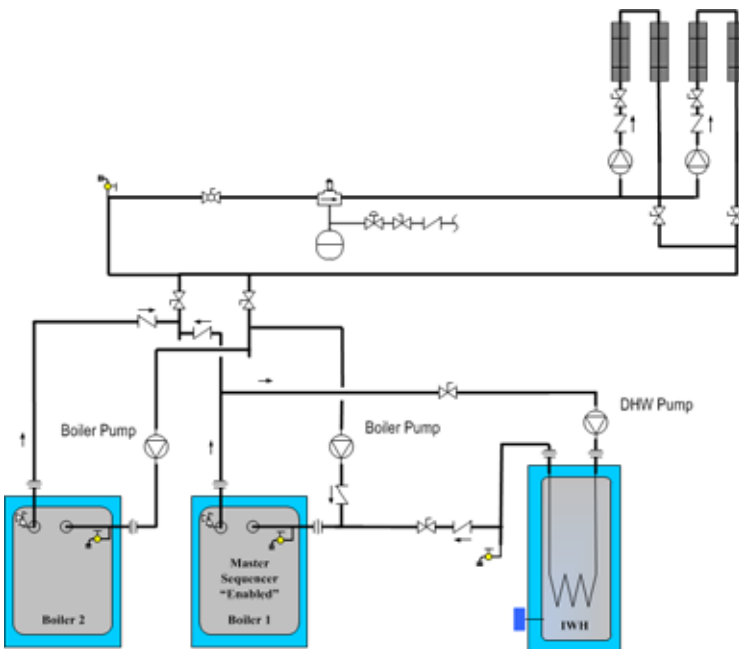 DHW Pump
Boiler Pump
Boiler Pump
Master
Sequencer
“Enabled”
Boiler 2
Boiler 1
IWH